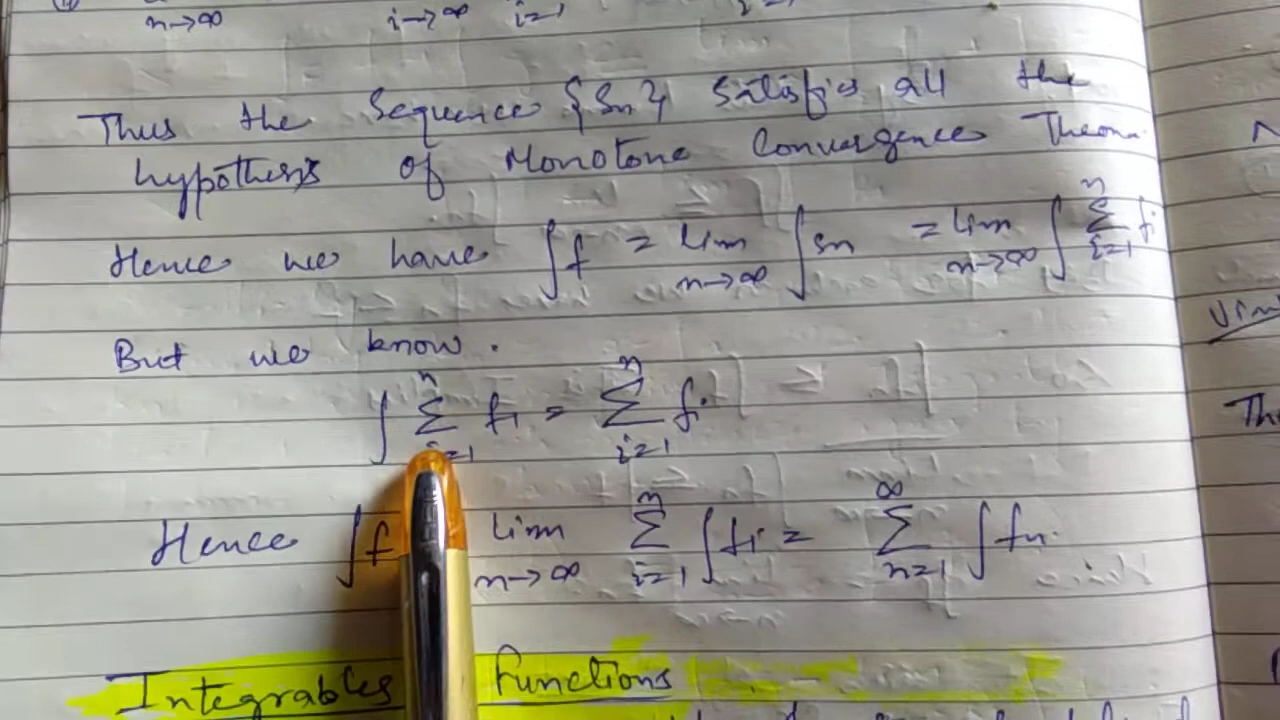 n→∞ i→∞ i=1
Thus the Sequence {Sn} Satisfies all the
hypothesis of Monotone Convergence Theorem
Hence we have ∫f = lim n→∞ ∫Sn = lim n→∞ ∫ n∑i=1 fi
But we know.
∫ n∑i=1 fi = n∑i=1 fi
Hence ∫f lim n→∞ n∑i=1 ∫fi = ∞∑n=1 ∫fn.
Integrables Functions